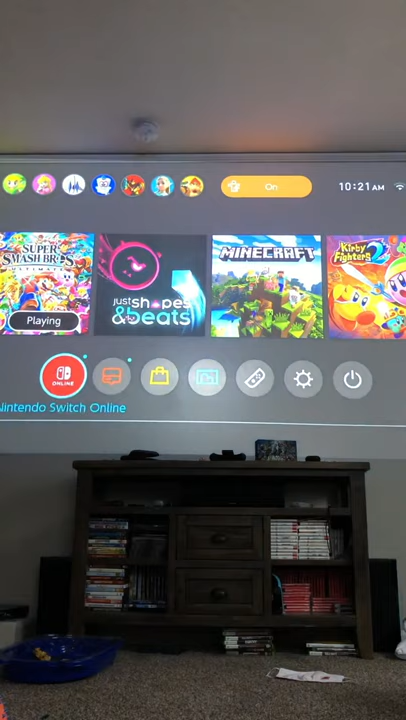 On
10:21 AM
SUPER
SMASH BROS.
ULTIMATE
Playing
just shapes
& beats
MINECRAFT
Kirby
Fighters 2
ONLINE
Nintendo Switch Online